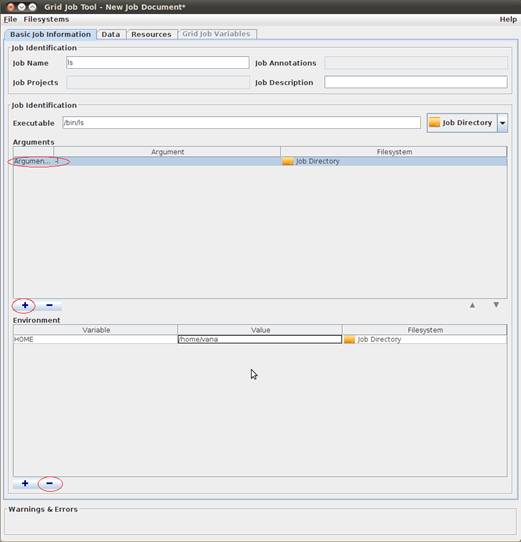 Grid Job Tool - New Job Document*
File Filesystems Help
Basic Job Information Data Resources Grid Job Variables
Job Identification
Job Name ls Job Annotations
Job Projects Job Description
Job Identification
Executable /bin/ls Job Directory
Arguments
Argument Filesystem
Argumen... -l Job Directory
Environment
Variable Value Filesystem
HOME /home/vana Job Directory
Warnings & Errors